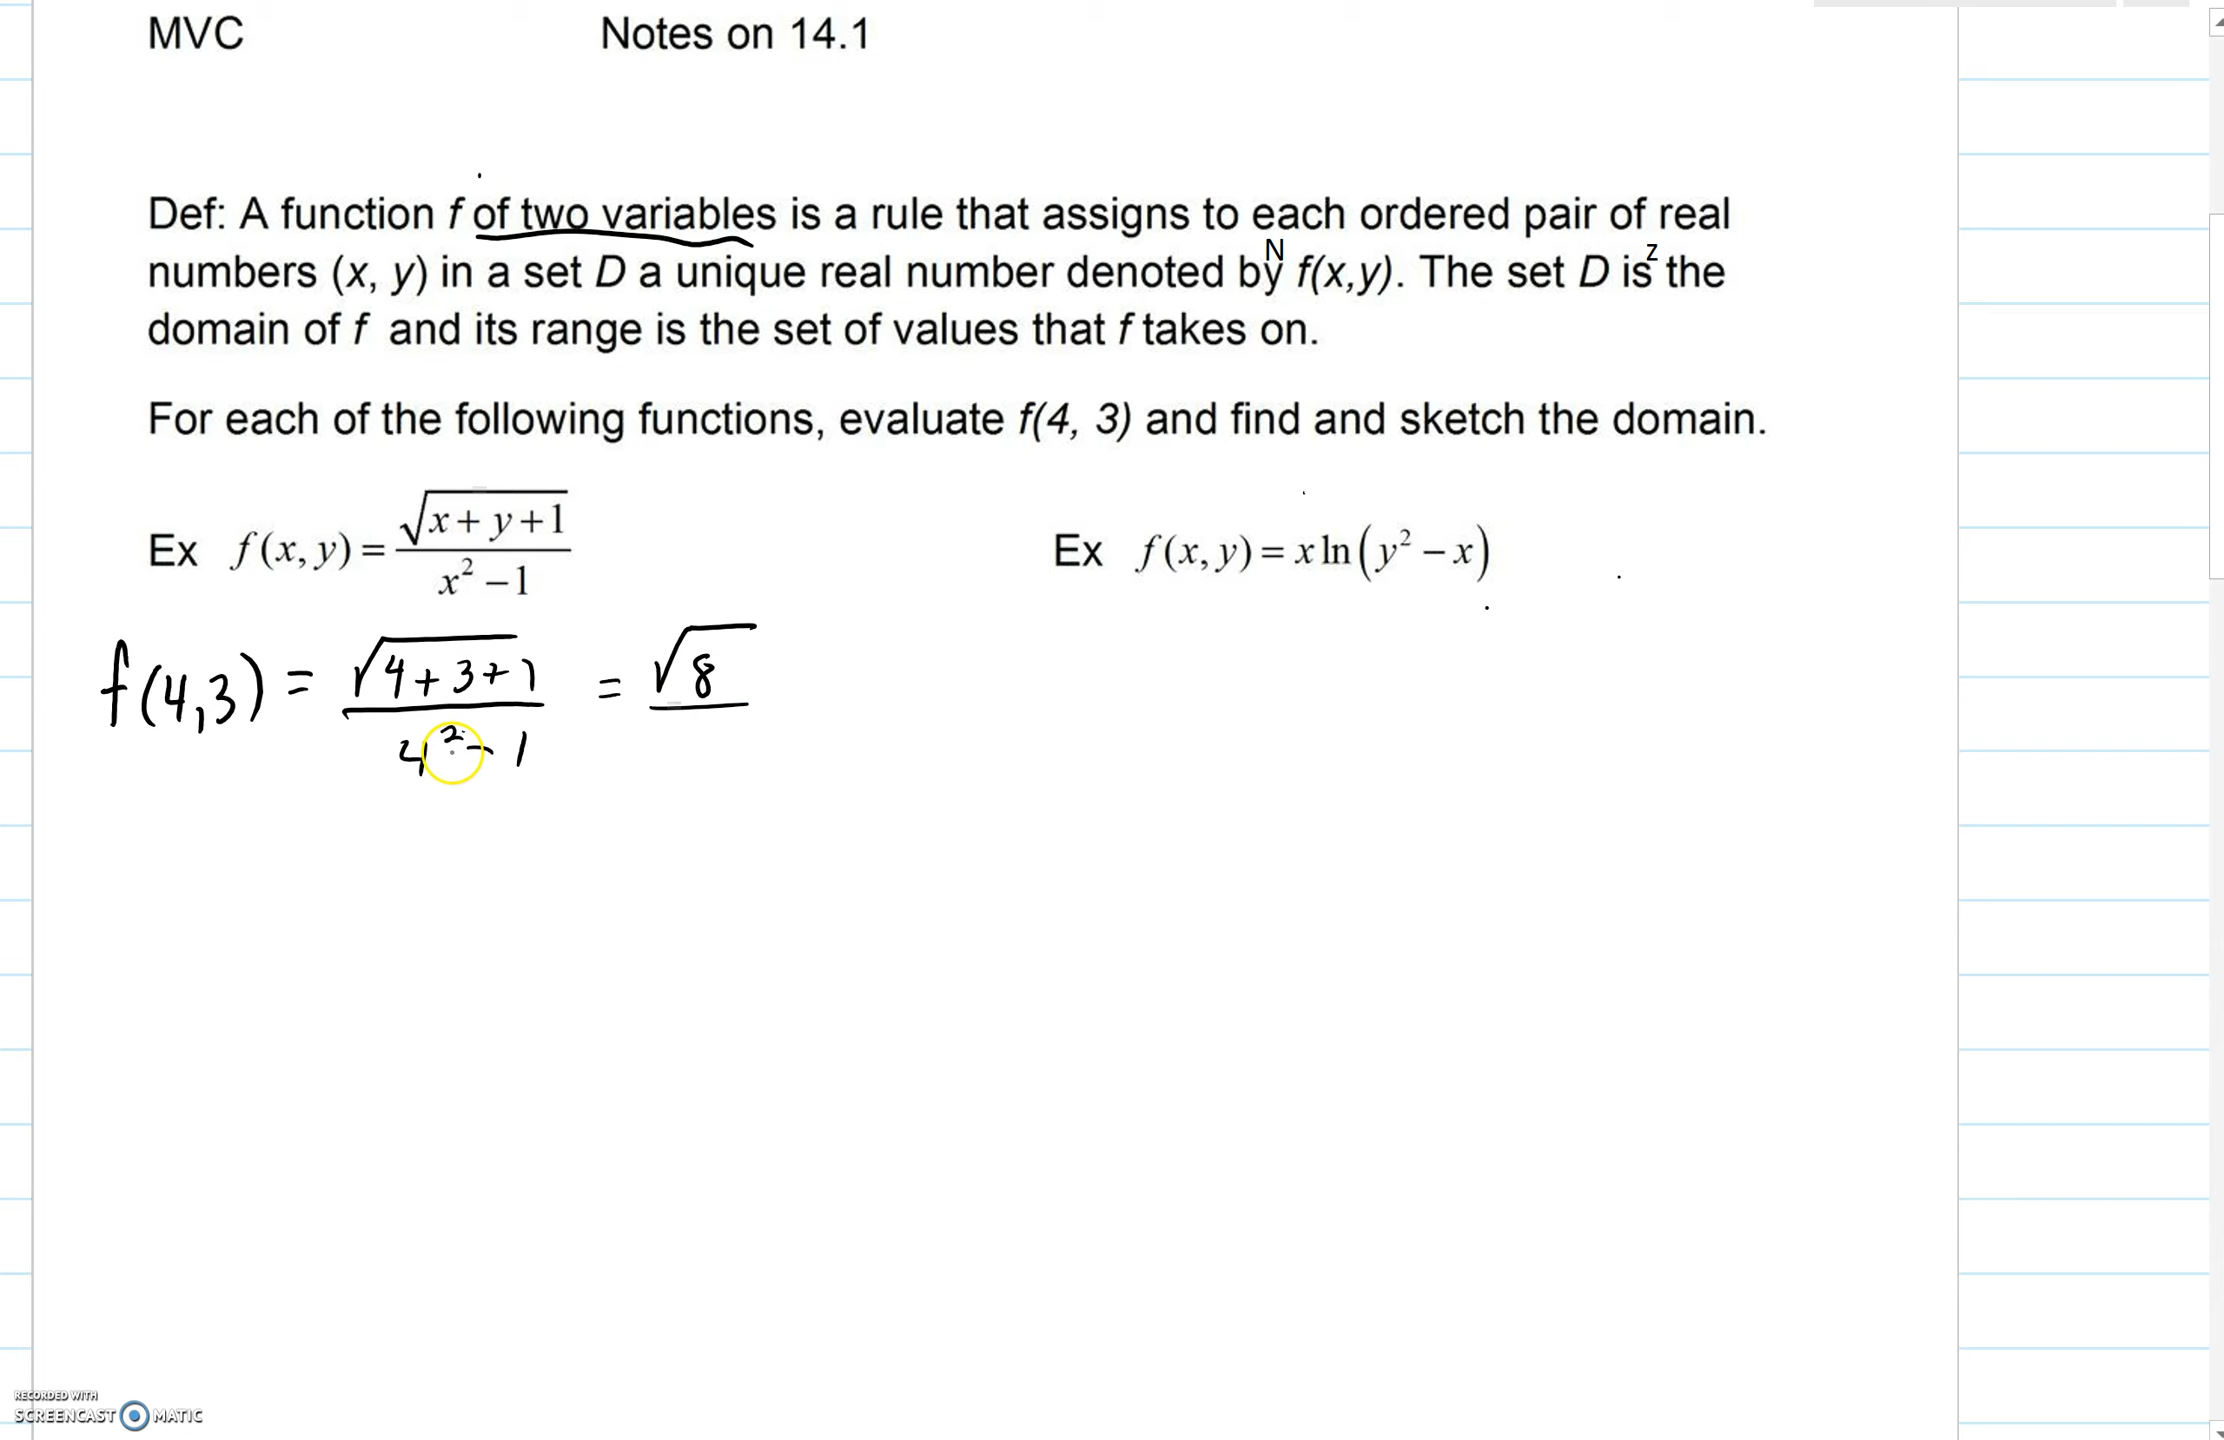 MVC Notes on 14.1
Def: A function f of two variables is a rule that assigns to each ordered pair of real
N z
numbers (x, y) in a set D a unique real number denoted by f(x,y). The set D is the
domain of f and its range is the set of values that f takes on.
For each of the following functions, evaluate f(4, 3) and find and sketch the domain.
Ex f(x, y) = √(x + y + 1) / (x² − 1) Ex f(x, y) = x ln(y² − x)
f(4,3) = √(4+3+1) / (4² − 1) = √8
RECORDED WITH
SCREENCAST MATIC